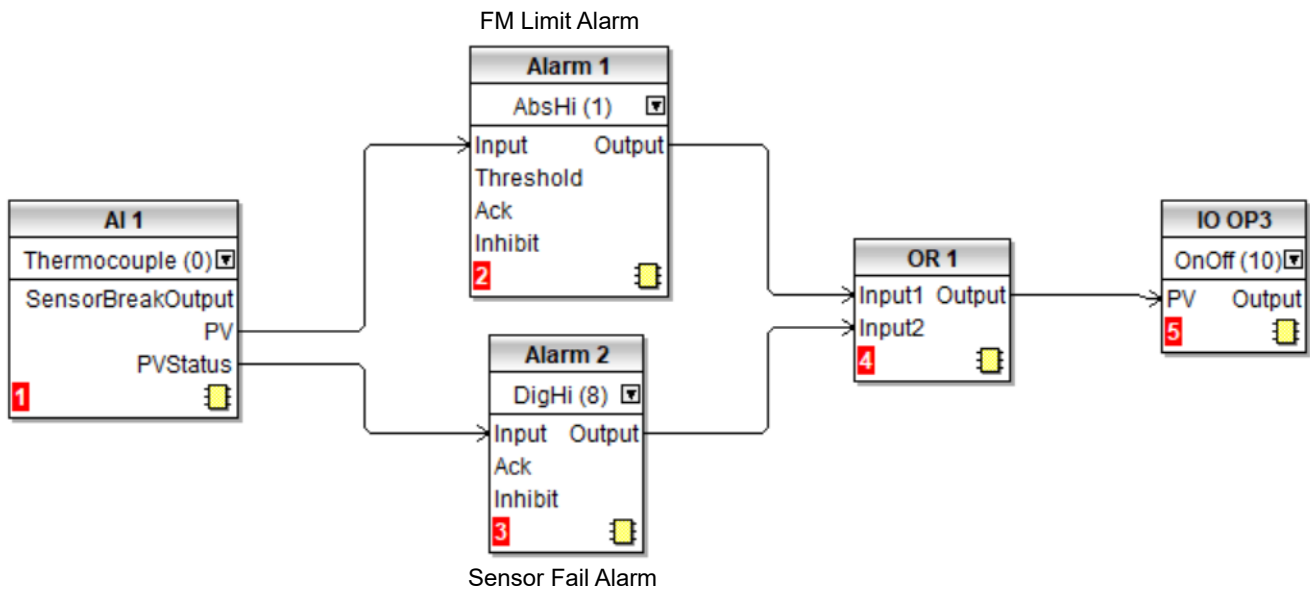 FM Limit Alarm
Alarm 1
AbsHi (1)
Input Output
Threshold
Ack
Inhibit
2
AI 1
Thermocouple (0)
SensorBreakOutput
PV
PVStatus
1
Alarm 2
DigHi (8)
Input Output
Ack
Inhibit
3
Sensor Fail Alarm
OR 1
Input1 Output
Input2
4
IO OP3
OnOff (10)
PV Output
5